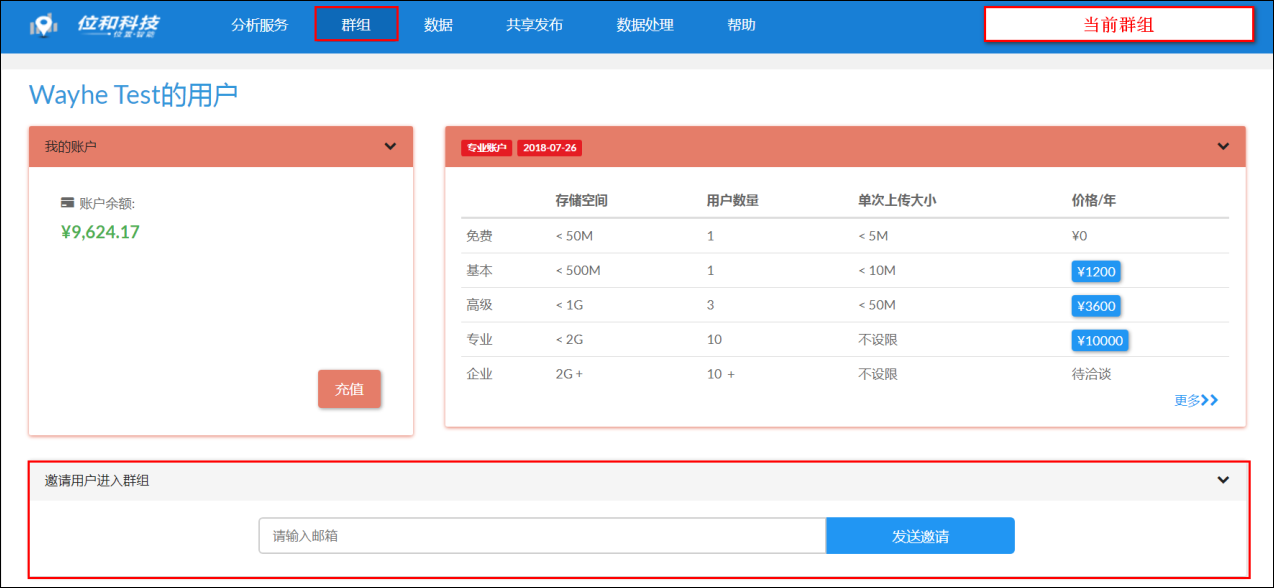 位和科技
位置·智能
分析服务 群组 数据 共享发布 数据处理 帮助 当前群组
Wayhe Test的用户
我的账户
账户余额:
¥9,624.17
充值
专业账户 2018-07-26
存储空间 用户数量 单次上传大小 价格/年
免费 < 50M 1 < 5M ¥0
基本 < 500M 1 < 10M ¥1200
高级 < 1G 3 < 50M ¥3600
专业 < 2G 10 不设限 ¥10000
企业 2G + 10 + 不设限 待洽谈
更多
邀请用户进入群组
请输入邮箱 发送邀请